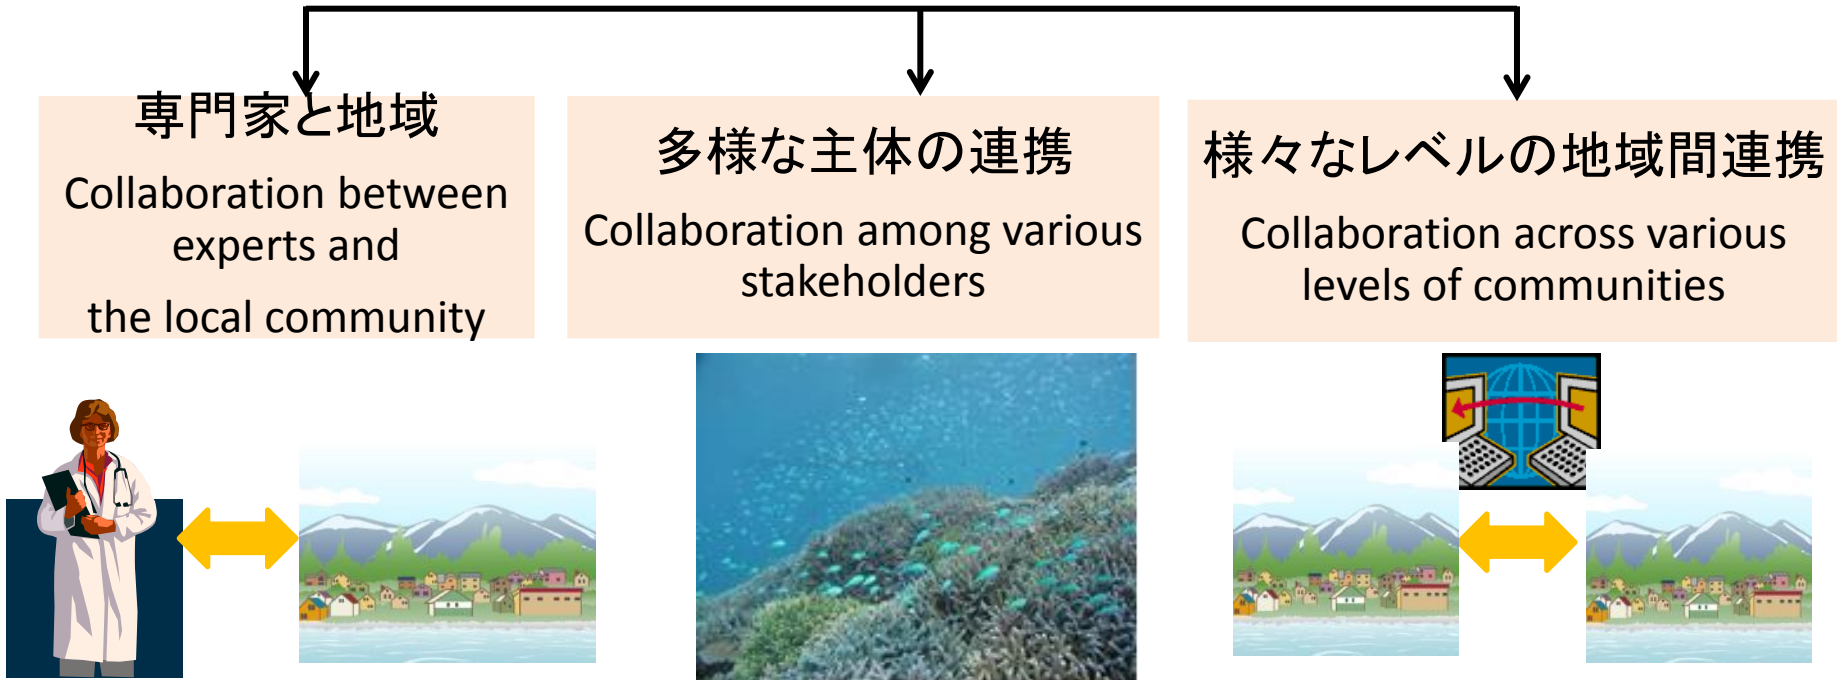 専門家と地域
Collaboration between
experts and
the local community
多様な主体の連携
Collaboration among various
stakeholders
様々なレベルの地域間連携
Collaboration across various
levels of communities